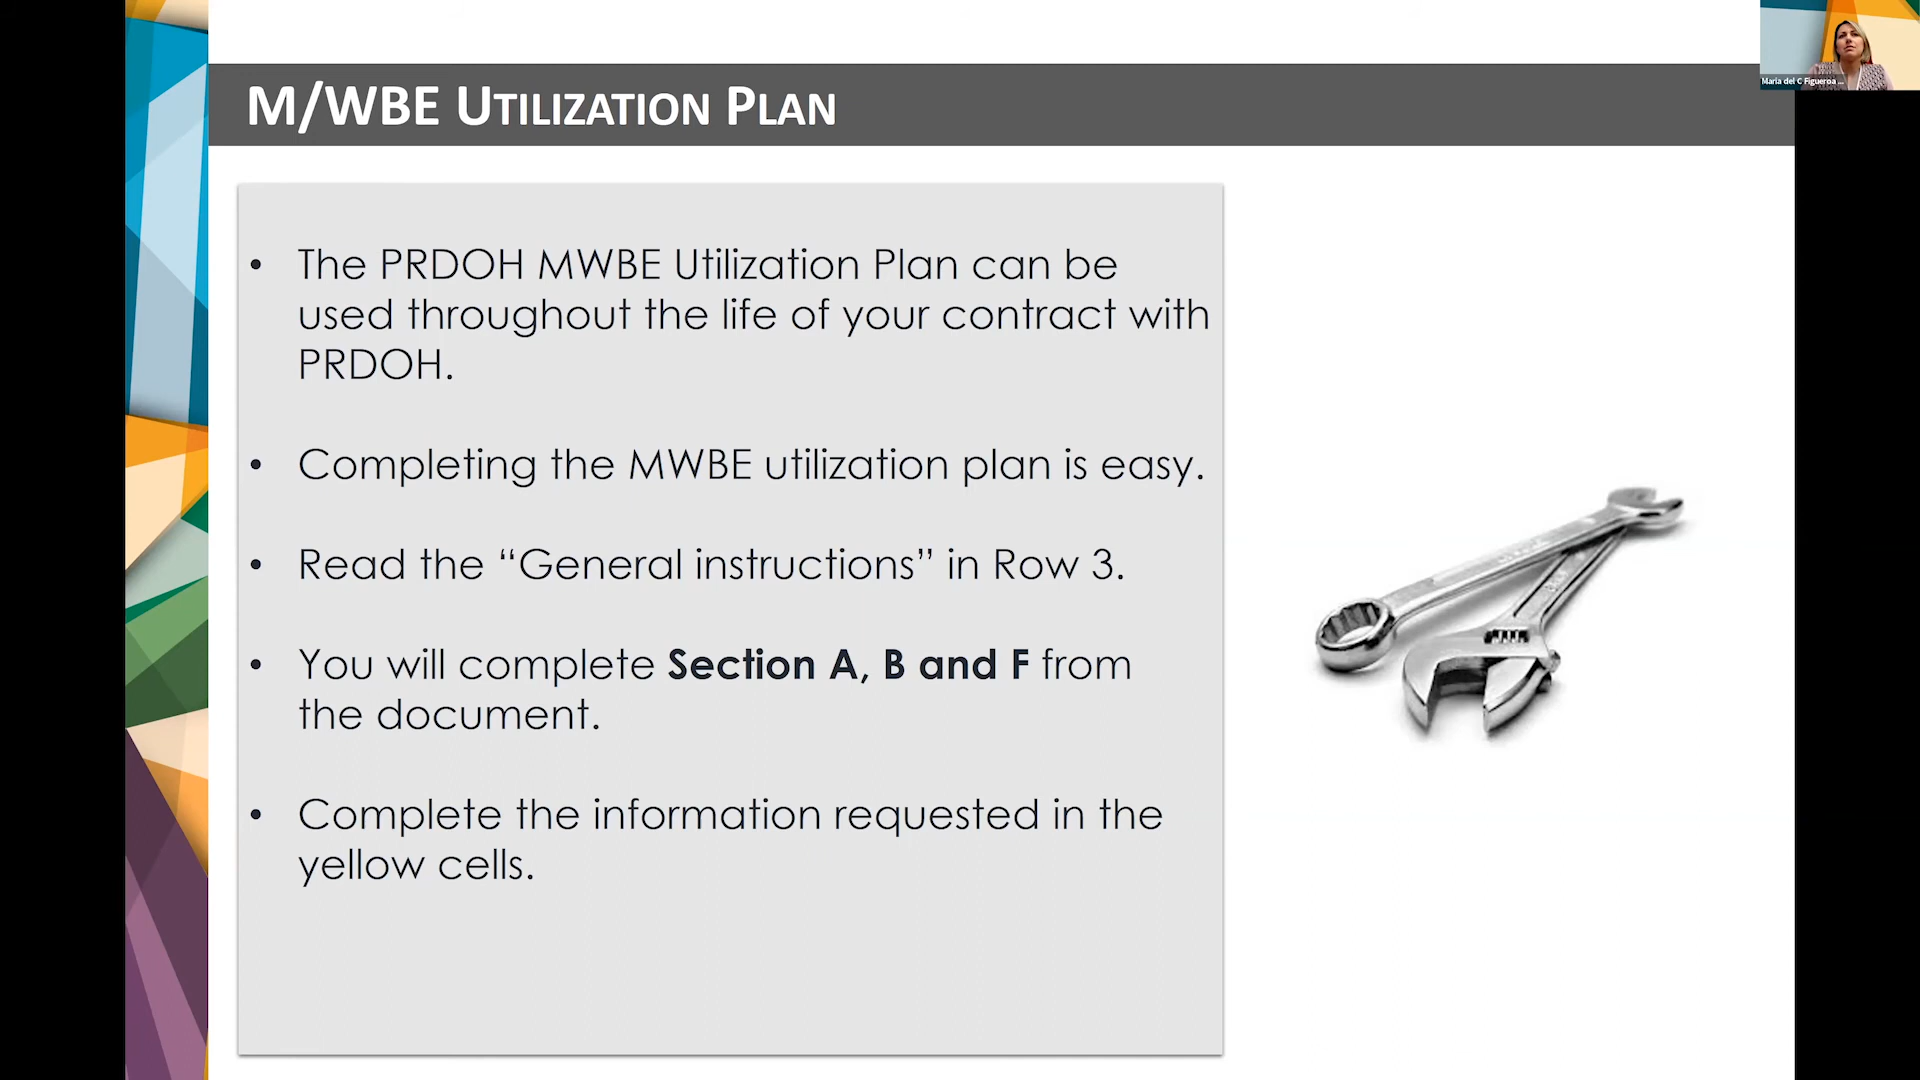 M/WBE UTILIZATION PLAN
Maria del C Figueroa ...
• The PRDOH MWBE Utilization Plan can be
used throughout the life of your contract with
PRDOH.
• Completing the MWBE utilization plan is easy.
• Read the “General instructions” in Row 3.
• You will complete Section A, B and F from
the document.
• Complete the information requested in the
yellow cells.